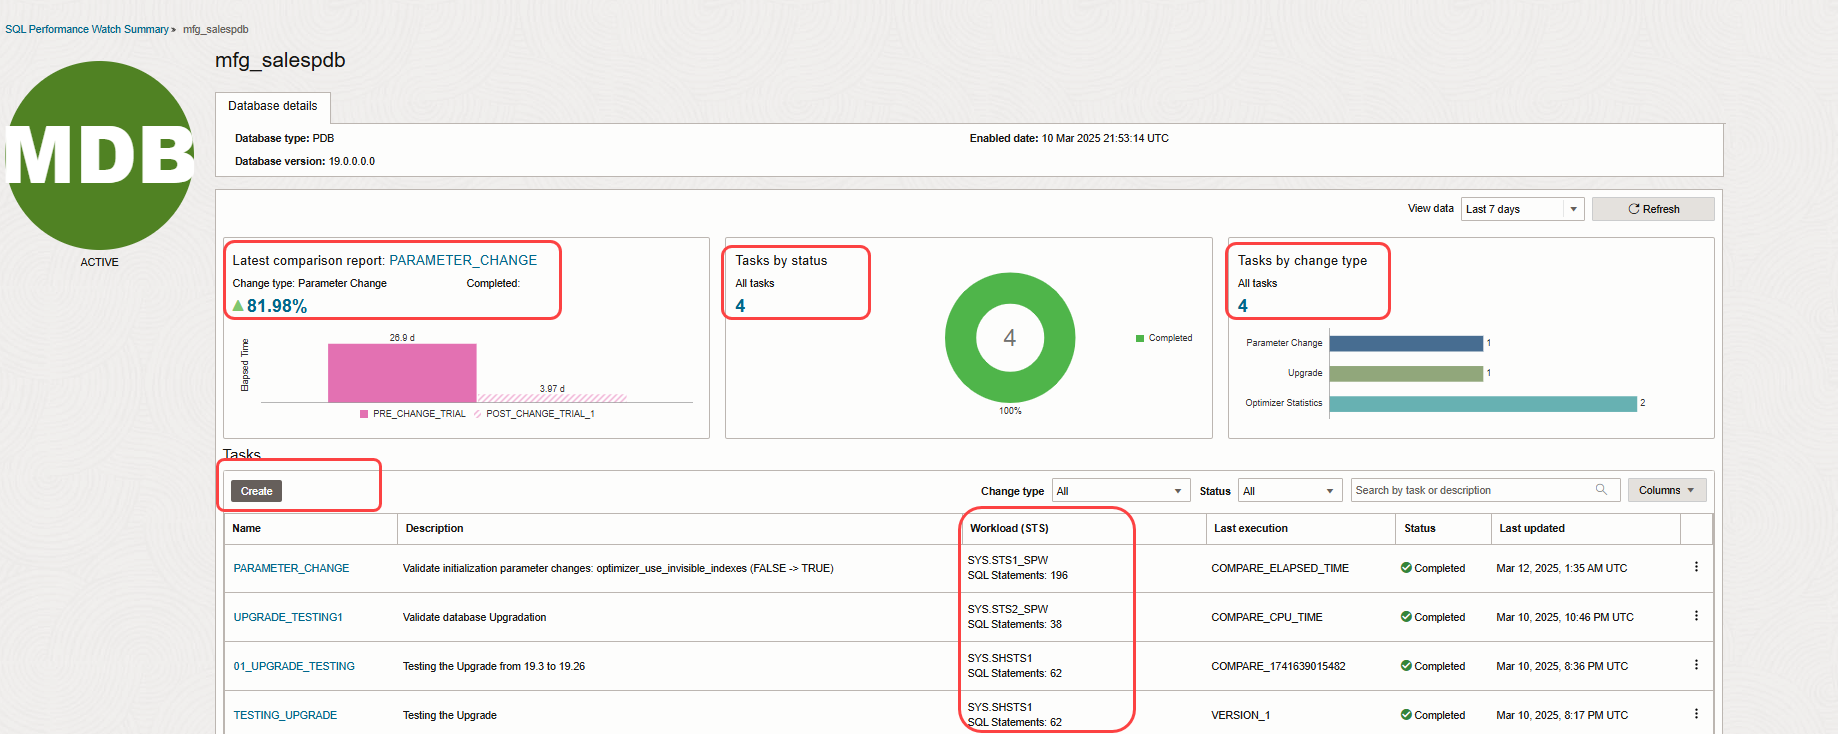 SQL Performance Watch Summary » mfg_salespdb
MDB
ACTIVE
mfg_salespdb
Database details
Database type: PDB
Enabled date: 10 Mar 2025 21:53:14 UTC
Database version: 19.0.0.0.0
View data Last 7 days Refresh
Latest comparison report: PARAMETER_CHANGE
Change type: Parameter Change Completed:
81.98%
Elapsed Time
26.9 d
3.97 d
PRE_CHANGE_TRIAL POST_CHANGE_TRIAL_1
Tasks by status
All tasks
4
4
100%
Completed
Tasks by change type
All tasks
4
Parameter Change 1
Upgrade 1
Optimizer Statistics 2
Tasks
Create
Change type All Status All Search by task or description Columns
Name Description Workload (STS) Last execution Status Last updated
PARAMETER_CHANGE Validate initialization parameter changes: optimizer_use_invisible_indexes (FALSE -> TRUE) SYS.STS1_SPW COMPARE_ELAPSED_TIME Completed Mar 12, 2025, 1:35 AM UTC
SQL Statements: 196
UPGRADE_TESTING1 Validate database Upgradation SYS.STS2_SPW COMPARE_CPU_TIME Completed Mar 10, 2025, 10:46 PM UTC
SQL Statements: 38
01_UPGRADE_TESTING Testing the Upgrade from 19.3 to 19.26 SYS.SHSTS1 COMPARE_1741639015482 Completed Mar 10, 2025, 8:36 PM UTC
SQL Statements: 62
TESTING_UPGRADE Testing the Upgrade SYS.SHSTS1 VERSION_1 Completed Mar 10, 2025, 8:17 PM UTC
SQL Statements: 62